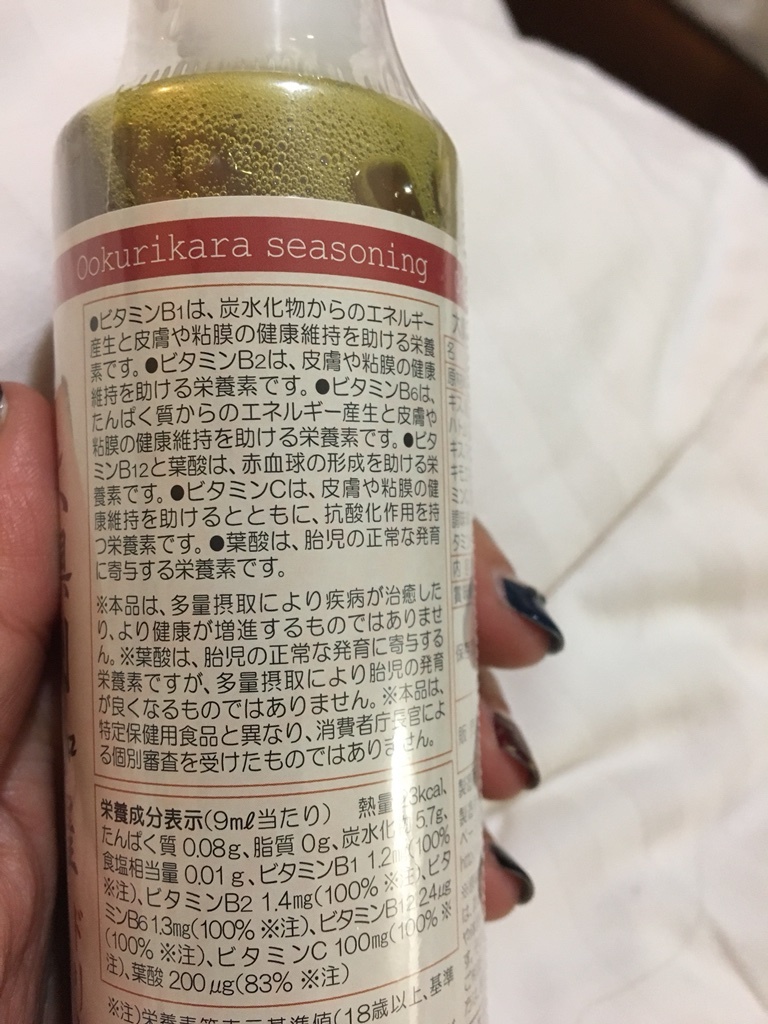 Ookurikara seasoning
●ビタミンB1は、炭水化物からのエネルギー
産生と皮膚や粘膜の健康維持を助ける栄養
素です。●ビタミンB2は、皮膚や粘膜の健康
維持を助ける栄養素です。●ビタミンB6は、
たんぱく質からのエネルギー産生と皮膚や
粘膜の健康維持を助ける栄養素です。●ビタ
ミンB12と葉酸は、赤血球の形成を助ける栄
養素です。●ビタミンCは、皮膚や粘膜の健
康維持を助けるとともに、抗酸化作用を持
つ栄養素です。●葉酸は、胎児の正常な発育
に寄与する栄養素です。
※本品は、多量摂取により疾病が治癒した
り、より健康が増進するものではありませ
ん。※葉酸は、胎児の正常な発育に寄与する
栄養素ですが、多量摂取により胎児の発育
が良くなるものではありません。※本品は、
特定保健用食品と異なり、消費者庁長官によ
る個別審査を受けたものではありません。
栄養成分表示(9mℓ当たり) 熱量 3kcal、
たんぱく質 0.08g、脂質 0g、炭水化物 5.7g、
食塩相当量 0.01g、ビタミンB1 1.2mg(100%
※注)、ビタミンB2 1.4mg(100% ※注)、ビタ
ミンB6 1.3mg(100% ※注)、ビタミンB12 24μg
(100% ※注)、ビタミンC 100mg(100% ※
注)、葉酸 200μg(83% ※注)
※注)栄養素等表示基準値(18歳以上、基準